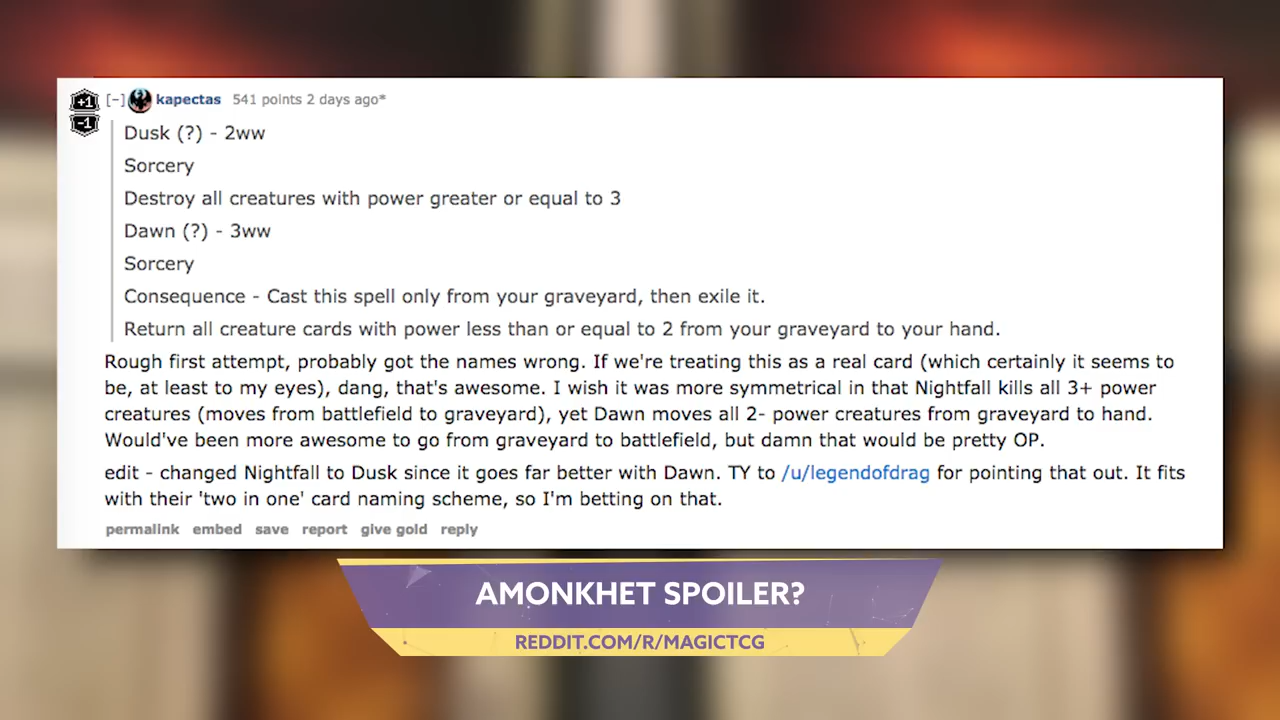 +1
[−] kapectas 541 points 2 days ago*
-1
Dusk (?) - 2ww
Sorcery
Destroy all creatures with power greater or equal to 3
Dawn (?) - 3ww
Sorcery
Consequence - Cast this spell only from your graveyard, then exile it.
Return all creature cards with power less than or equal to 2 from your graveyard to your hand.
Rough first attempt, probably got the names wrong. If we're treating this as a real card (which certainly it seems to
be, at least to my eyes), dang, that's awesome. I wish it was more symmetrical in that Nightfall kills all 3+ power
creatures (moves from battlefield to graveyard), yet Dawn moves all 2- power creatures from graveyard to hand.
Would've been more awesome to go from graveyard to battlefield, but damn that would be pretty OP.
edit - changed Nightfall to Dusk since it goes far better with Dawn. TY to /u/legendofdrag for pointing that out. It fits
with their 'two in one' card naming scheme, so I'm betting on that.
permalink embed save report give gold reply
AMONKHET SPOILER?
REDDIT.COM/R/MAGICTCG